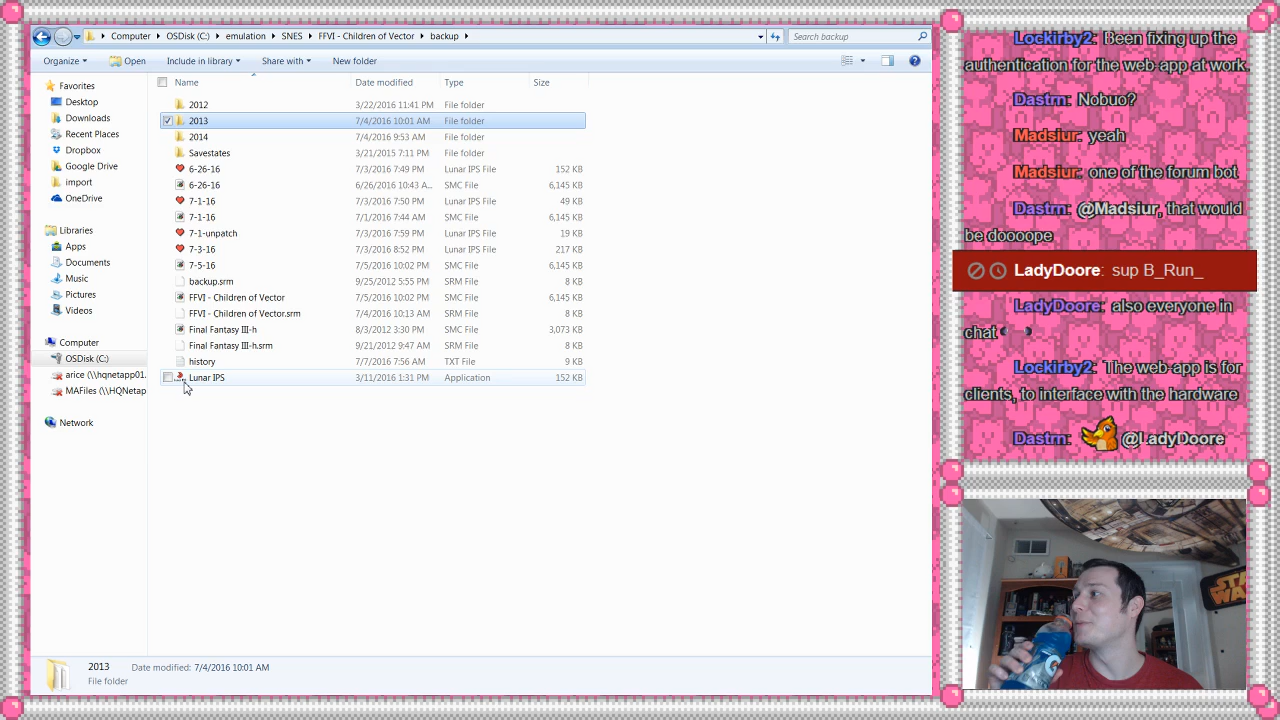 Computer ▸ OSDisk (C:) ▸ emulation ▸ SNES ▸ FFVI - Children of Vector ▸ backup ▸
Search backup
Organize Open Include in library Share with New folder
Name Date modified Type Size
Favorites
Desktop
Downloads
Recent Places
Dropbox
Google Drive
import
OneDrive
Libraries
Apps
Documents
Music
Pictures
Videos
Computer
OSDisk (C:)
arice (\\hqnetapp01.
MAFiles (\\HQNetap
Network
2012 3/22/2016 11:41 PM File folder
2013 7/4/2016 10:01 AM File folder
2014 7/4/2016 9:53 AM File folder
Savestates 3/21/2015 7:11 PM File folder
6-26-16 7/3/2016 7:49 PM Lunar IPS File 152 KB
6-26-16 6/26/2016 10:43 A... SMC File 6,145 KB
7-1-16 7/3/2016 7:50 PM Lunar IPS File 49 KB
7-1-16 7/1/2016 7:44 AM SMC File 6,145 KB
7-1-unpatch 7/3/2016 7:59 PM Lunar IPS File 19 KB
7-3-16 7/3/2016 8:52 PM Lunar IPS File 217 KB
7-5-16 7/5/2016 10:02 PM SMC File 6,145 KB
backup.srm 9/25/2012 5:55 PM SRM File 8 KB
FFVI - Children of Vector 7/5/2016 10:02 PM SMC File 6,145 KB
FFVI - Children of Vector.srm 7/4/2016 10:13 AM SRM File 8 KB
Final Fantasy III-h 8/3/2012 3:30 PM SMC File 3,073 KB
Final Fantasy III-h.srm 9/21/2012 9:47 AM SRM File 8 KB
history 7/7/2016 7:56 AM TXT File 9 KB
Lunar IPS 3/11/2016 1:31 PM Application 152 KB
2013 Date modified: 7/4/2016 10:01 AM
File folder
Lockirby2: Been fixing up the
authentication for the web-app at work
Dastrn: Nobuo?
Madsiur: yeah
Madsiur: one of the forum bot
Dastrn: @Madsiur, that would
be doooope
LadyDoore: sup B_Run_
LadyDoore: also everyone in
chat
Lockirby2: The web-app is for
clients, to interface with the hardware
Dastrn: @LadyDoore
STAR
WA